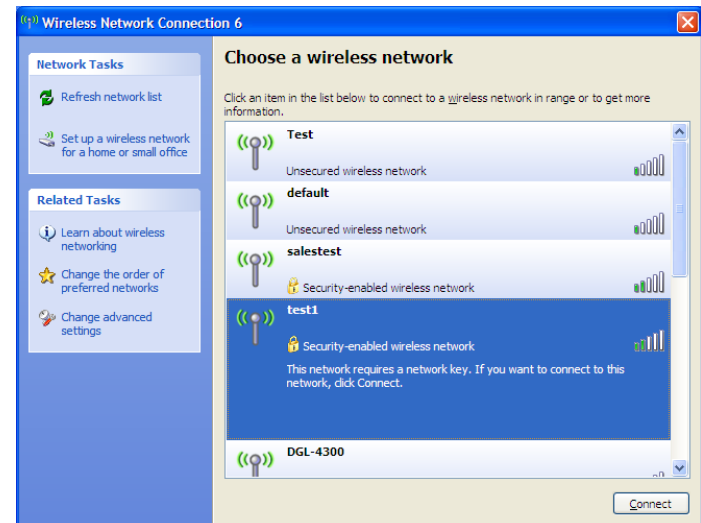 Wireless Network Connection 6
Network Tasks
Refresh network list
Set up a wireless network
for a home or small office
Related Tasks
Learn about wireless
networking
Change the order of
preferred networks
Change advanced
settings
Choose a wireless network
Click an item in the list below to connect to a wireless network in range or to get more
information.
Test
Unsecured wireless network
default
Unsecured wireless network
salestest
Security-enabled wireless network
test1
Security-enabled wireless network
This network requires a network key. If you want to connect to this
network, click Connect.
DGL-4300
Connect